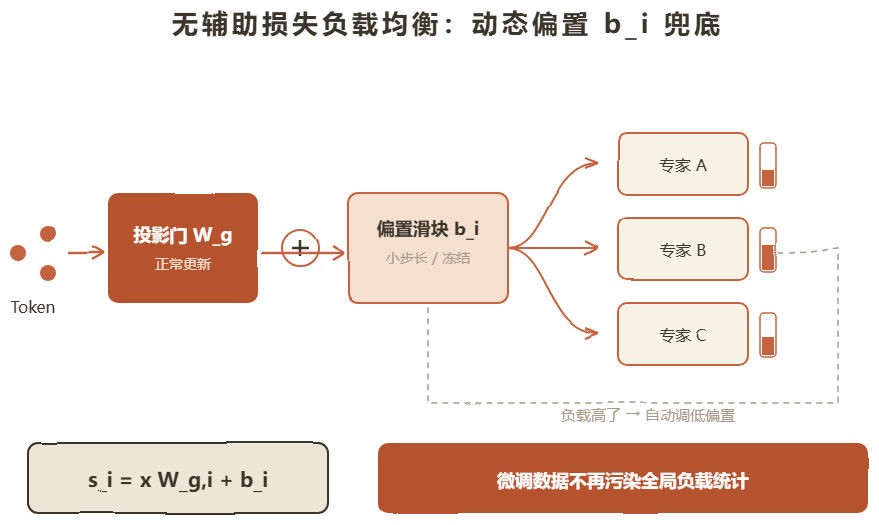 无辅助损失负载均衡：动态偏置 b_i 兜底
投影门 W_g
正常更新
+
偏置滑块 b_i
小步长 / 冻结
专家 A
专家 B
专家 C
Token
负载高了 → 自动调低偏置
s_i = x W_g,i + b_i
微调数据不再污染全局负载统计